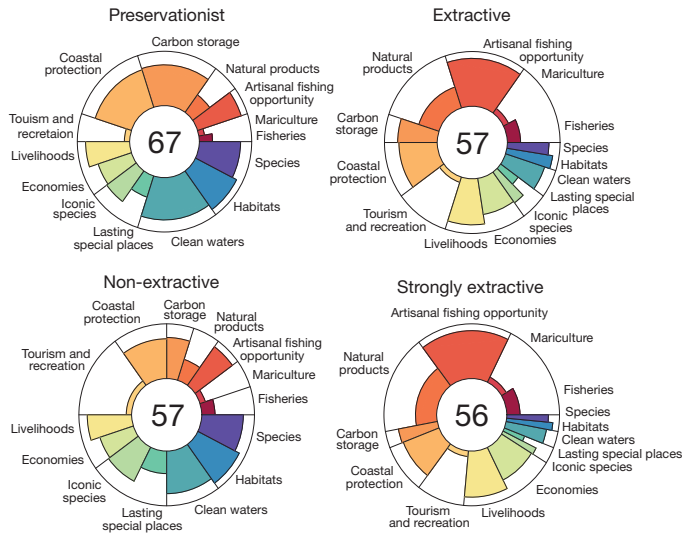 Preservationist
Carbon storage
Coastal
protection
Natural products
Artisanal fishing
opportunity
Mariculture
Fisheries
Touism and
recretaion
67
Livelihoods
Species
Economies
Iconic
species
Habitats
Lasting
special places
Clean waters
Extractive
Artisanal fishing
opportunity
Natural
products
Mariculture
Carbon
storage
Fisheries
57
Species
Habitats
Clean waters
Coastal
protection
Lasting special
places
Iconic
species
Tourism
and recreation
Economies
Livelihoods
Non-extractive
Coastal
protection
Carbon
storage
Natural
products
Artisanal fishing
opportunity
Tourism and
recreation
Mariculture
Fisheries
57
Livelihoods
Species
Economies
Habitats
Iconic
species
Clean waters
Lasting
special places
Strongly extractive
Artisanal fishing opportunity
Mariculture
Natural
products
Fisheries
56
Species
Habitats
Clean waters
Lasting special places
Iconic species
Carbon
storage
Coastal
protection
Economies
Tourism
and recreation
Livelihoods